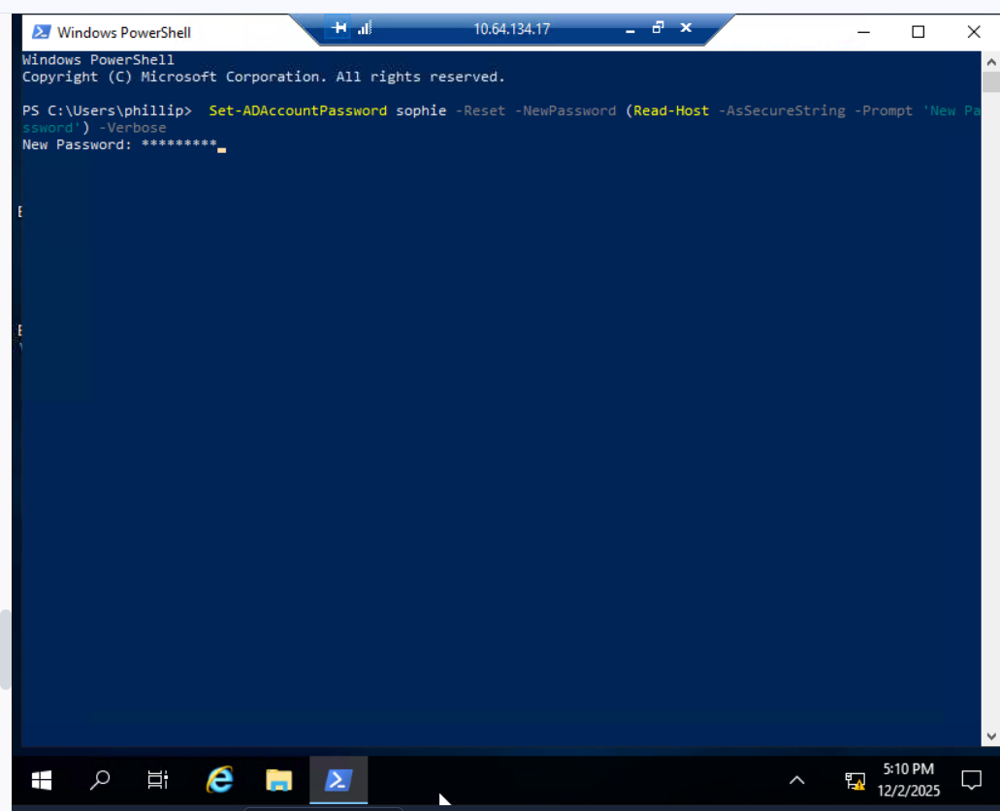 Windows PowerShell
10.64.134.17
Windows PowerShell
Copyright (C) Microsoft Corporation. All rights reserved.
PS C:\Users\phillip>  Set-ADAccountPassword sophie -Reset -NewPassword (Read-Host -AsSecureString -Prompt 'New Pa
ssword') -Verbose
New Password: *********
5:10 PM
12/2/2025